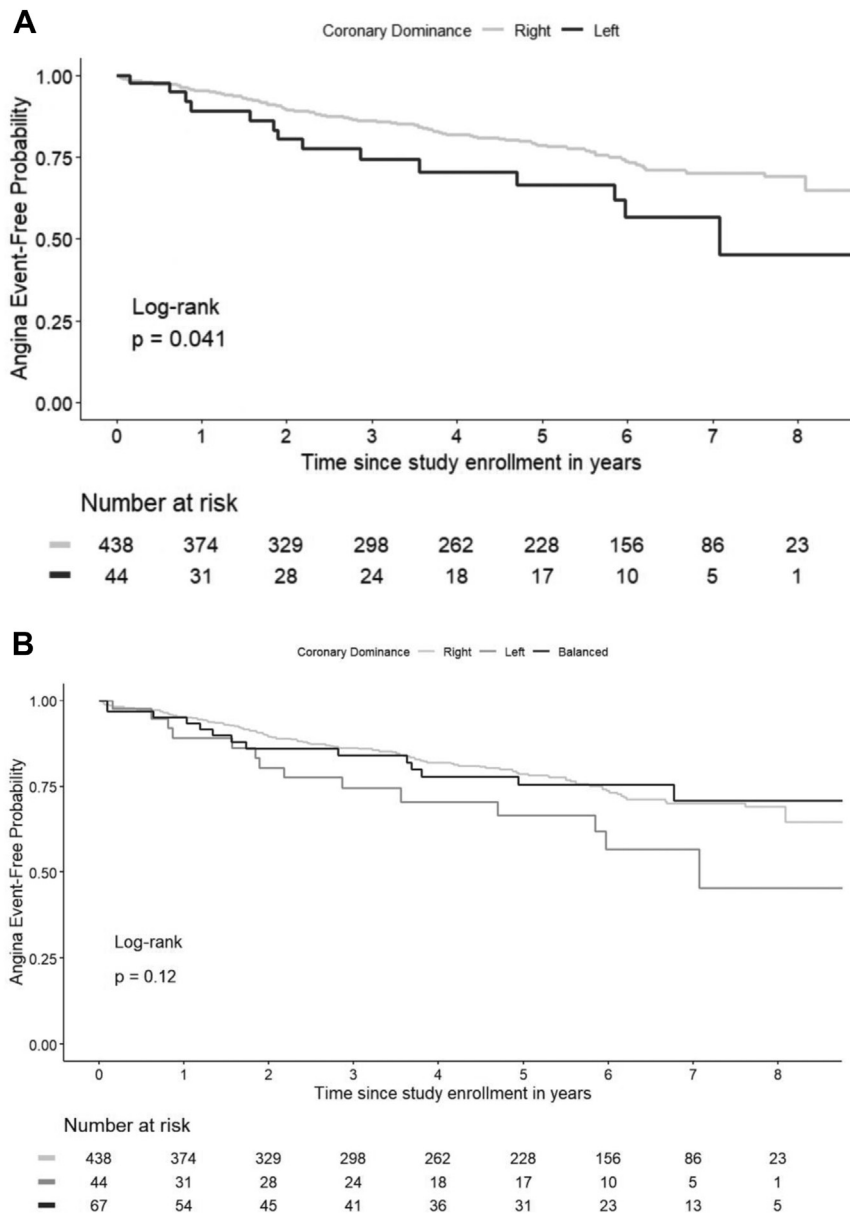 A
Coronary Dominance Right Left
Angina Event-Free Probability
1.00
0.75
0.50
0.25
0.00
Log-rank
p = 0.041
0 1 2 3 4 5 6 7 8
Time since study enrollment in years
Number at risk
438 374 329 298 262 228 156 86 23
44 31 28 24 18 17 10 5 1
B
Coronary Dominance Right Left Balanced
Angina Event-Free Probability
1.00
0.75
0.50
0.25
0.00
Log-rank
p = 0.12
0 1 2 3 4 5 6 7 8
Time since study enrollment in years
Number at risk
438 374 329 298 262 228 156 86 23
44 31 28 24 18 17 10 5 1
67 54 45 41 36 31 23 13 5